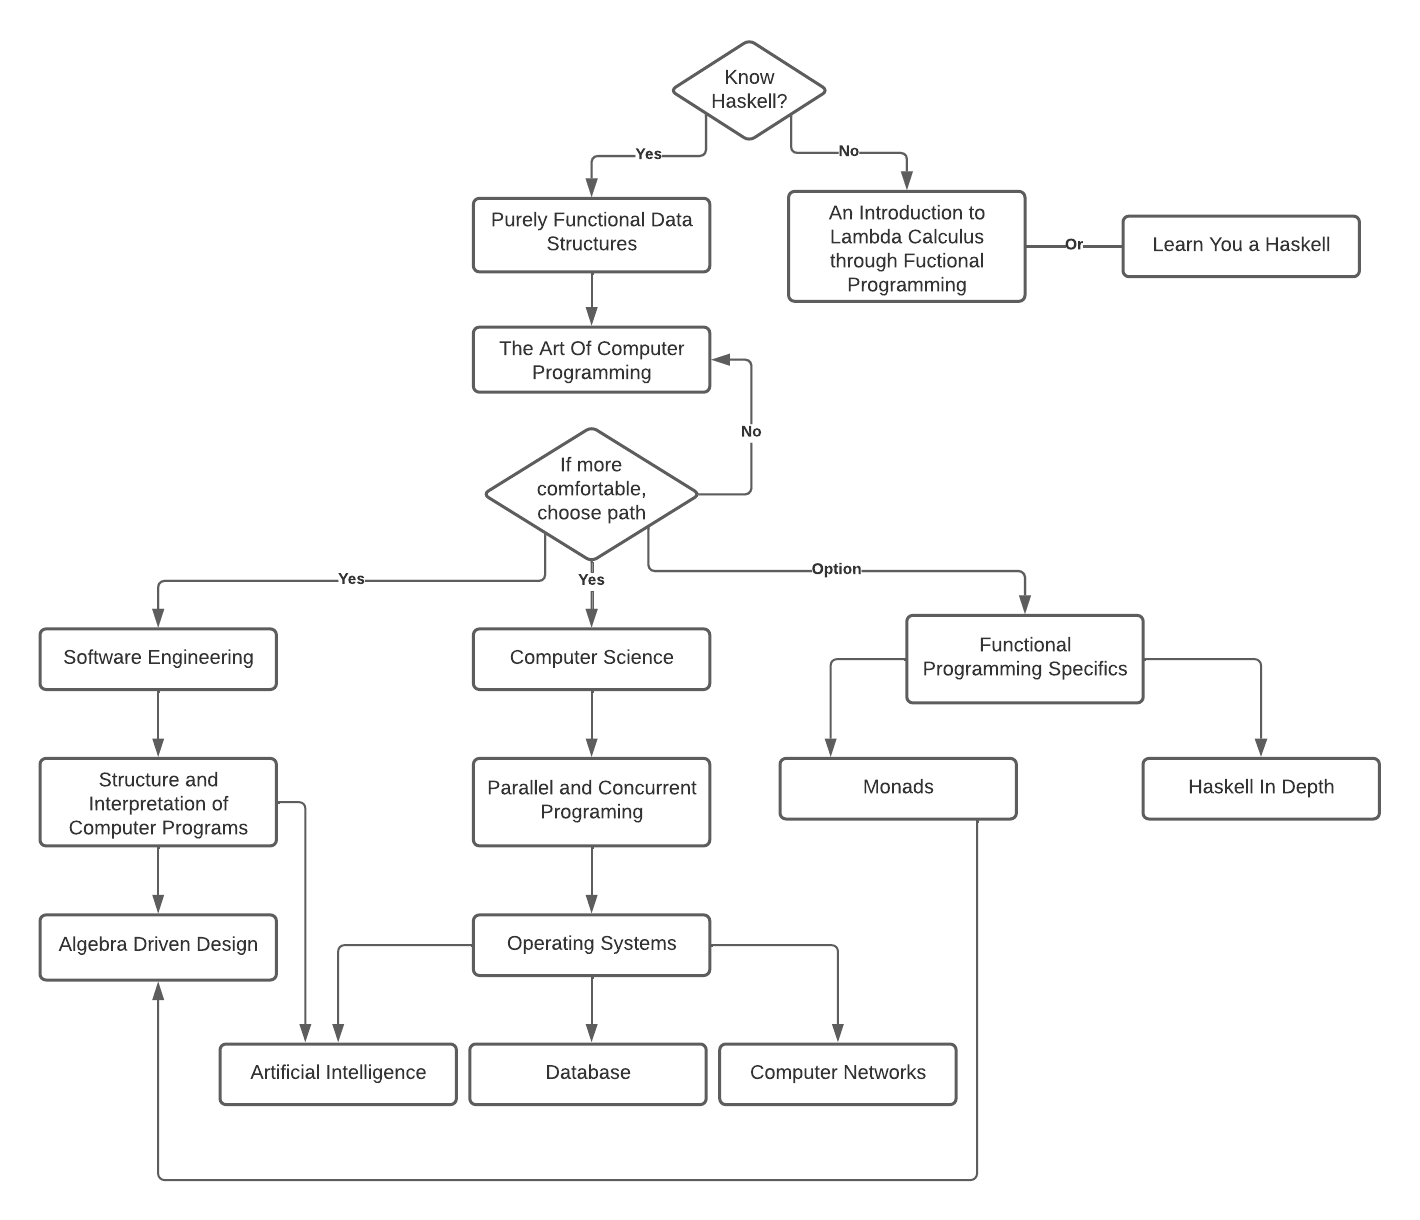 Know
Haskell?
Yes
No
Purely Functional Data
Structures
An Introduction to
Lambda Calculus
through Fuctional
Programming
Or
Learn You a Haskell
The Art Of Computer
Programming
No
If more
comfortable,
choose path
Yes
Yes
Option
Software Engineering
Computer Science
Functional
Programming Specifics
Structure and
Interpretation of
Computer Programs
Parallel and Concurrent
Programing
Monads
Haskell In Depth
Algebra Driven Design
Operating Systems
Artificial Intelligence
Database
Computer Networks